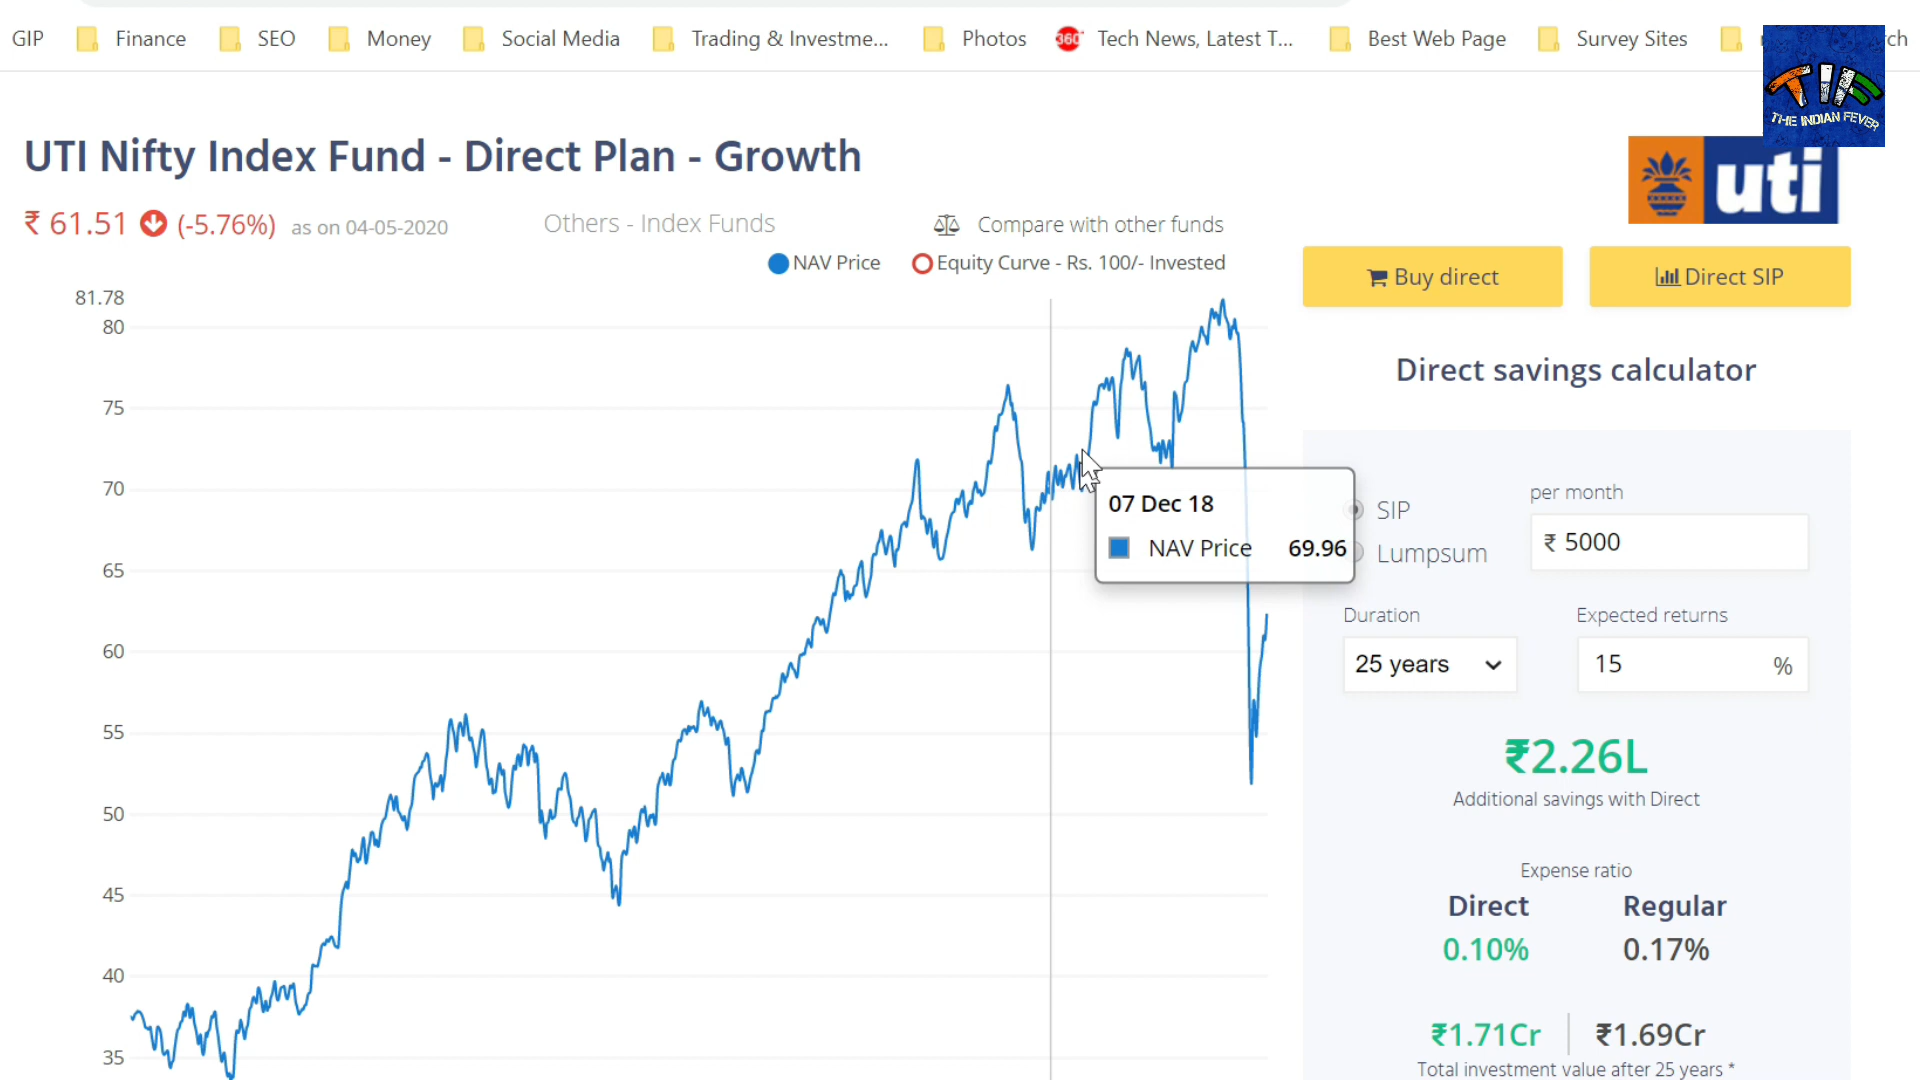 GIP Finance SEO Money Social Media Trading & Investme... Photos Tech News, Latest T... Best Web Page Survey Sites ch
TIF
THE INDIAN FEVER
UTI Nifty Index Fund - Direct Plan - Growth
uti
₹ 61.51 (-5.76%) as on 04-05-2020 Others - Index Funds Compare with other funds
NAV Price Equity Curve - Rs. 100/- Invested
Buy direct Direct SIP
81.78
80
75
70
65
60
55
50
45
40
35
07 Dec 18
NAV Price 69.96
Direct savings calculator
SIP
Lumpsum
per month
₹ 5000
Duration Expected returns
25 years 15 %
₹2.26L
Additional savings with Direct
Expense ratio
Direct Regular
0.10% 0.17%
₹1.71Cr ₹1.69Cr
Total investment value after 25 years *